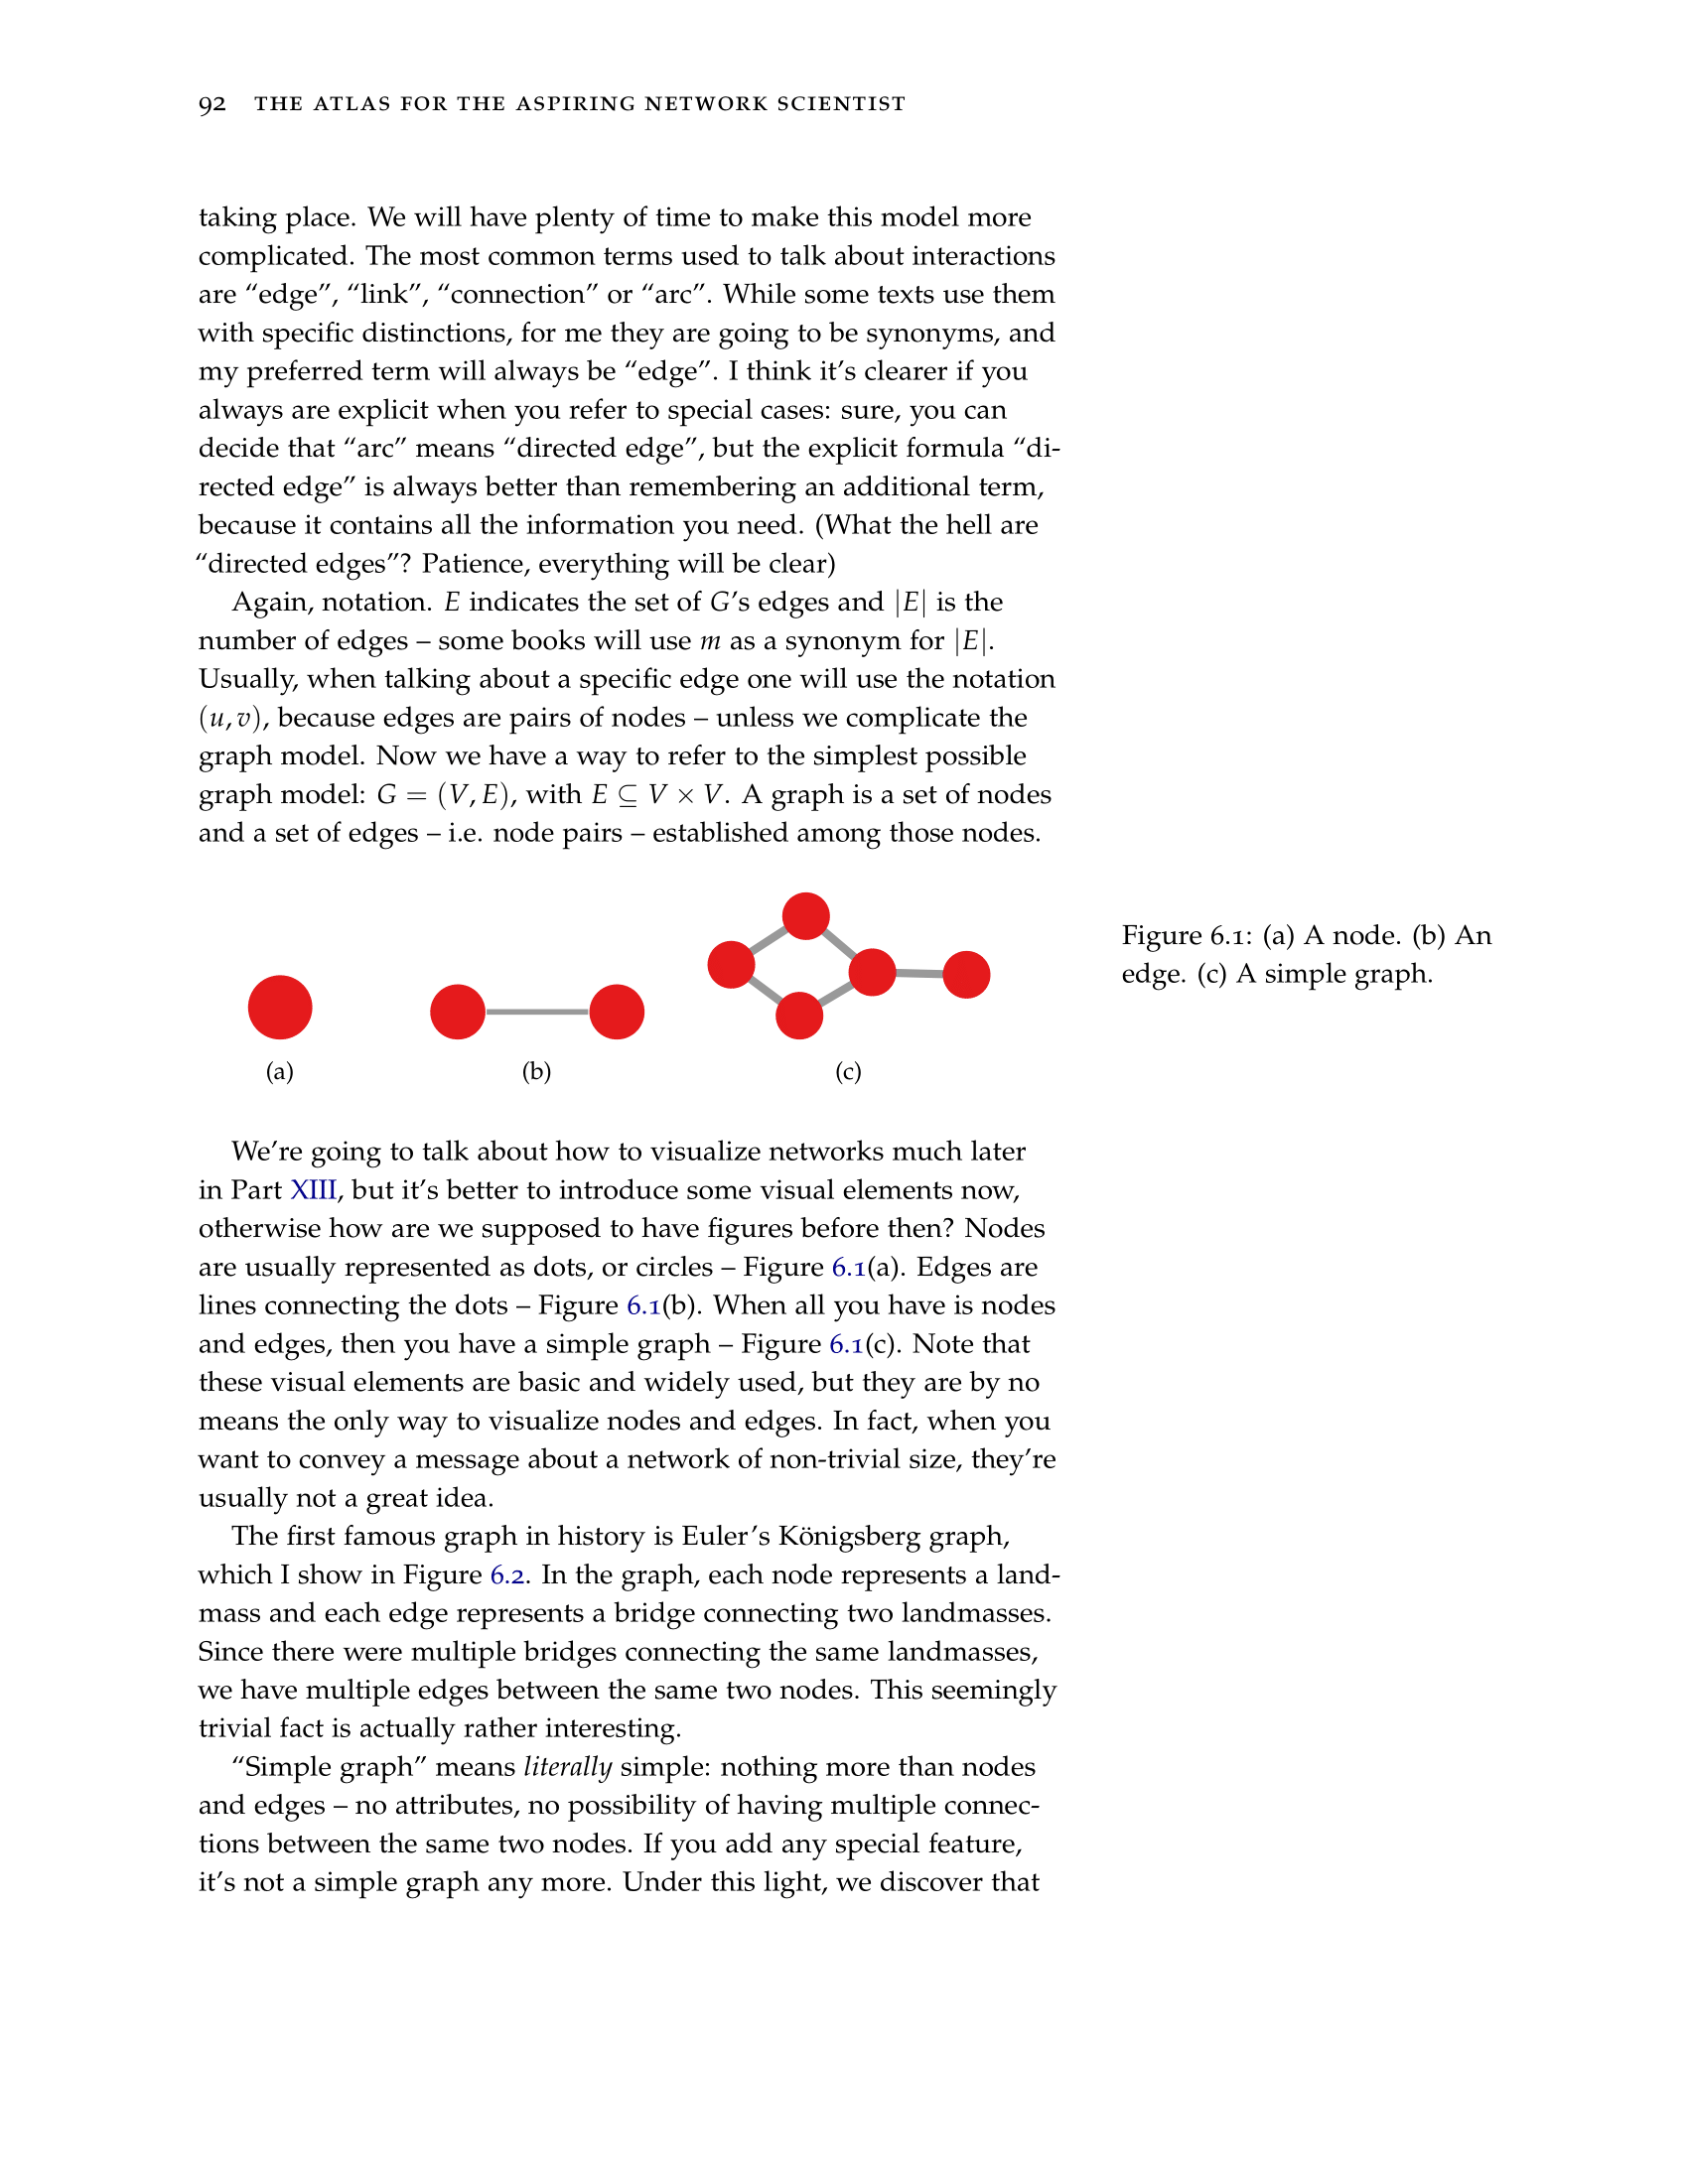 92 THE ATLAS FOR THE ASPIRING NETWORK SCIENTIST
taking place. We will have plenty of time to make this model more
complicated. The most common terms used to talk about interactions
are “edge”, “link”, “connection” or “arc”. While some texts use them
with specific distinctions, for me they are going to be synonyms, and
my preferred term will always be “edge”. I think it’s clearer if you
always are explicit when you refer to special cases: sure, you can
decide that “arc” means “directed edge”, but the explicit formula “di-
rected edge” is always better than remembering an additional term,
because it contains all the information you need. (What the hell are
“directed edges”? Patience, everything will be clear)
Again, notation. E indicates the set of G’s edges and |E| is the
number of edges – some books will use m as a synonym for |E|.
Usually, when talking about a specific edge one will use the notation
(u, v), because edges are pairs of nodes – unless we complicate the
graph model. Now we have a way to refer to the simplest possible
graph model: G = (V, E), with E ⊆ V × V. A graph is a set of nodes
and a set of edges – i.e. node pairs – established among those nodes.
(a)
(b)
(c)
Figure 6.1: (a) A node. (b) An
edge. (c) A simple graph.
We’re going to talk about how to visualize networks much later
in Part XIII, but it’s better to introduce some visual elements now,
otherwise how are we supposed to have figures before then? Nodes
are usually represented as dots, or circles – Figure 6.1(a). Edges are
lines connecting the dots – Figure 6.1(b). When all you have is nodes
and edges, then you have a simple graph – Figure 6.1(c). Note that
these visual elements are basic and widely used, but they are by no
means the only way to visualize nodes and edges. In fact, when you
want to convey a message about a network of non-trivial size, they’re
usually not a great idea.
The first famous graph in history is Euler’s Königsberg graph,
which I show in Figure 6.2. In the graph, each node represents a land-
mass and each edge represents a bridge connecting two landmasses.
Since there were multiple bridges connecting the same landmasses,
we have multiple edges between the same two nodes. This seemingly
trivial fact is actually rather interesting.
“Simple graph” means literally simple: nothing more than nodes
and edges – no attributes, no possibility of having multiple connec-
tions between the same two nodes. If you add any special feature,
it’s not a simple graph any more. Under this light, we discover that